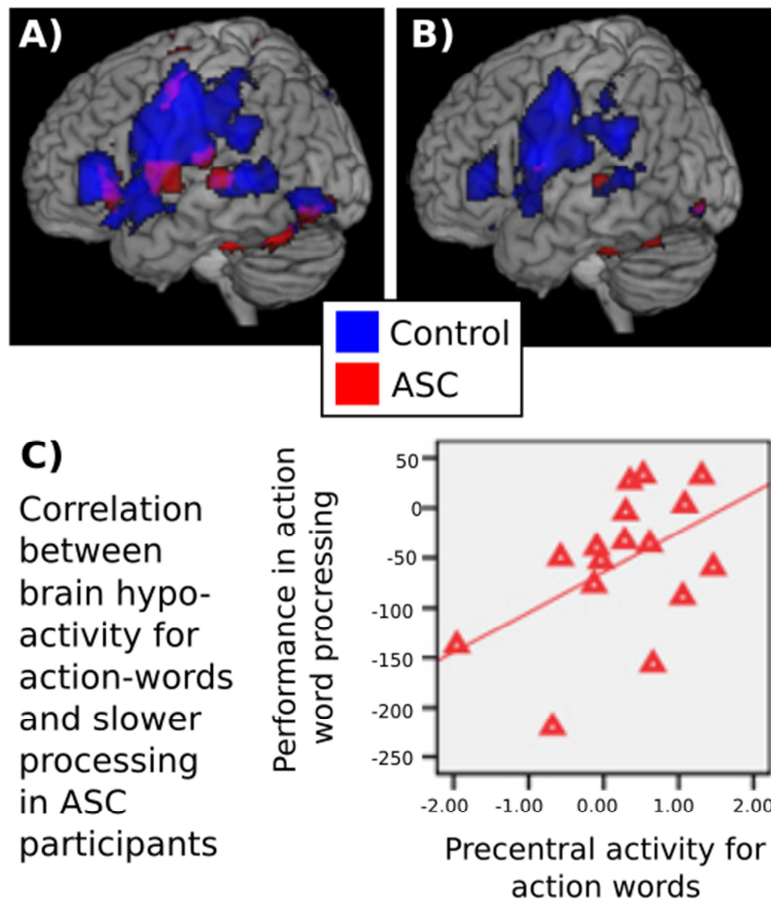 A)
B)
Control
ASC
C)
Correlation
between
brain hypo-
activity for
action-words
and slower
processing
in ASC
participants
Performance in action
word procressing
50
0
-50
-100
-150
-200
-250
-2.00 -1.00 0.00 1.00 2.00
Precentral activity for
action words